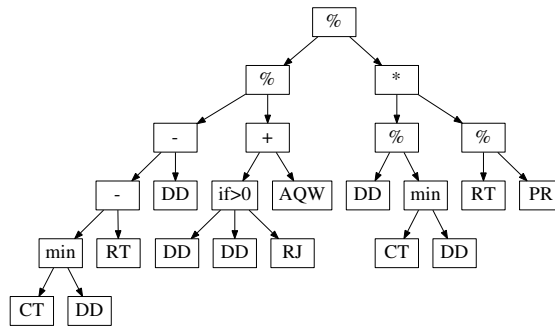 %
% *
- + % %
- DD if>0 AQW DD min RT PR
min RT DD DD RJ CT DD
CT DD